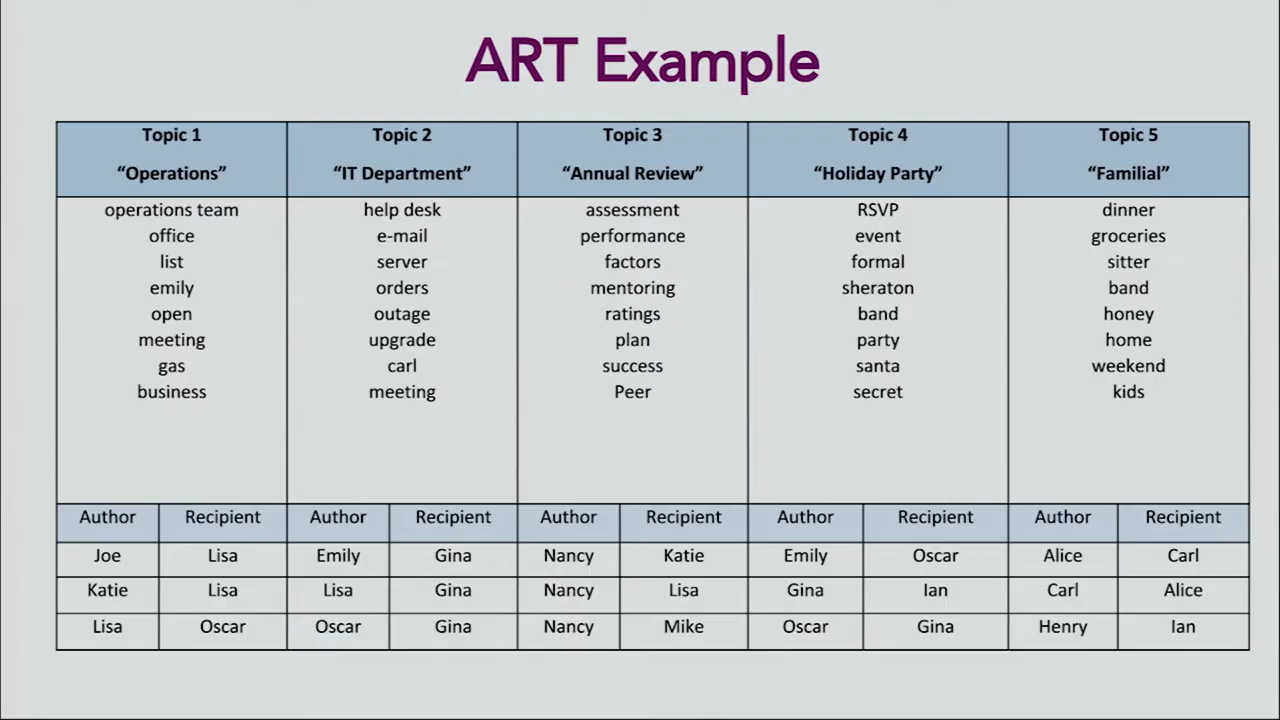 ART Example
Topic 1 Topic 2 Topic 3 Topic 4 Topic 5
“Operations” “IT Department” “Annual Review” “Holiday Party” “Familial”
operations team help desk assessment RSVP dinner
office e-mail performance event groceries
list server factors formal sitter
emily orders mentoring sheraton band
open outage ratings band honey
meeting upgrade plan party home
gas carl success santa weekend
business meeting Peer secret kids
Author Recipient Author Recipient Author Recipient Author Recipient Author Recipient
Joe Lisa Emily Gina Nancy Katie Emily Oscar Alice Carl
Katie Lisa Lisa Gina Nancy Lisa Gina Ian Carl Alice
Lisa Oscar Oscar Gina Nancy Mike Oscar Gina Henry Ian